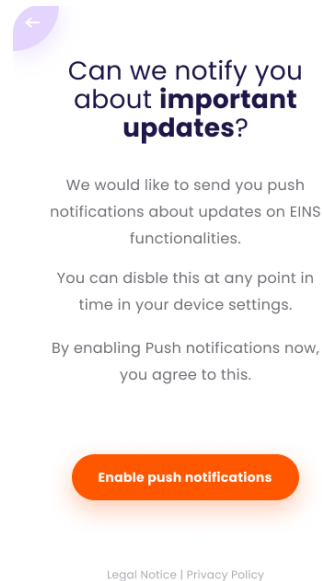 Can we notify you
about important
updates?
We would like to send you push
notifications about updates on EINS
functionalities.
You can disble this at any point in
time in your device settings.
By enabling Push notifications now,
you agree to this.
Enable push notifications
Legal Notice | Privacy Policy